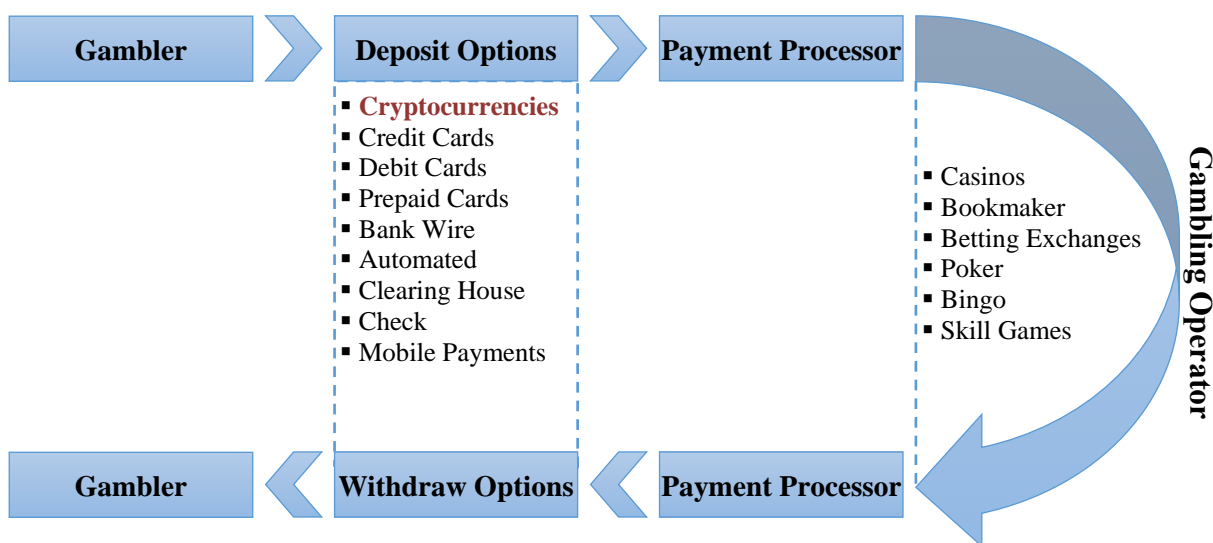 Gambler
Deposit Options
Payment Processor
▪ Cryptocurrencies
▪ Credit Cards
▪ Debit Cards
▪ Prepaid Cards
▪ Bank Wire
▪ Automated
▪ Clearing House
▪ Check
▪ Mobile Payments
▪ Casinos
▪ Bookmaker
▪ Betting Exchanges
▪ Poker
▪ Bingo
▪ Skill Games
Gambling Operator
Gambler
Withdraw Options
Payment Processor